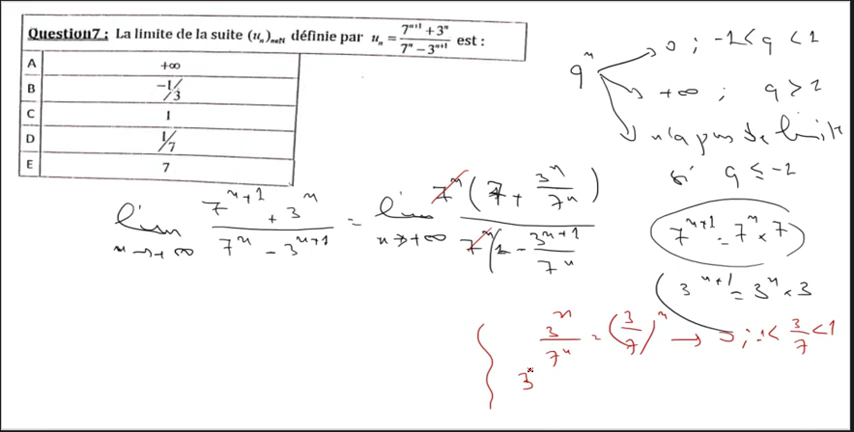 Question7 : La limite de la suite (uₙ)ₙ∈ℕ définie par uₙ = (7ⁿ⁺¹ + 3ⁿ)/(7ⁿ − 3ⁿ⁺¹) est :
A +∞
B −1/3
C 1
D 1/7
E 7
qⁿ → 0 ; -1 < q < 1
→ +∞ ; q > 1
→ n'a pas de limite
si q ≤ -1
lim n→+∞ (7ⁿ⁺¹ + 3ⁿ)/(7ⁿ − 3ⁿ⁺¹) = lim n→+∞ 7ⁿ(7 + 3ⁿ/7ⁿ)/7ⁿ(1 − 3ⁿ⁺¹/7ⁿ)
7ⁿ⁺¹ = 7ⁿ × 7
3ⁿ⁺¹ = 3ⁿ × 3
3ⁿ/7ⁿ = (3/7)ⁿ → 0 ; -1 < 3/7 < 1
3